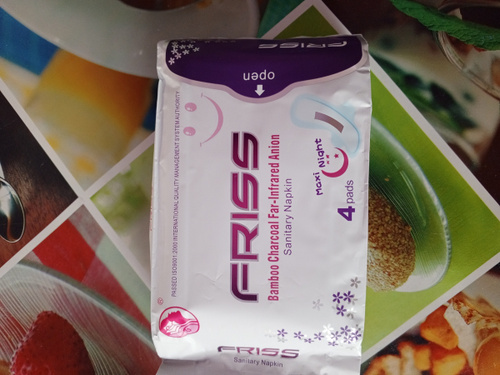 FRISS
open
PASSED ISO9001:2000 INTERNATIONAL QUALITY MANAGEMENT SYSTEM AUTHORITY
FRISS
®
Bamboo Charcoal Far-Infrared Anion
Sanitary Napkin
Maxi Night
4 pads
FRISS
Sanitary Napkin